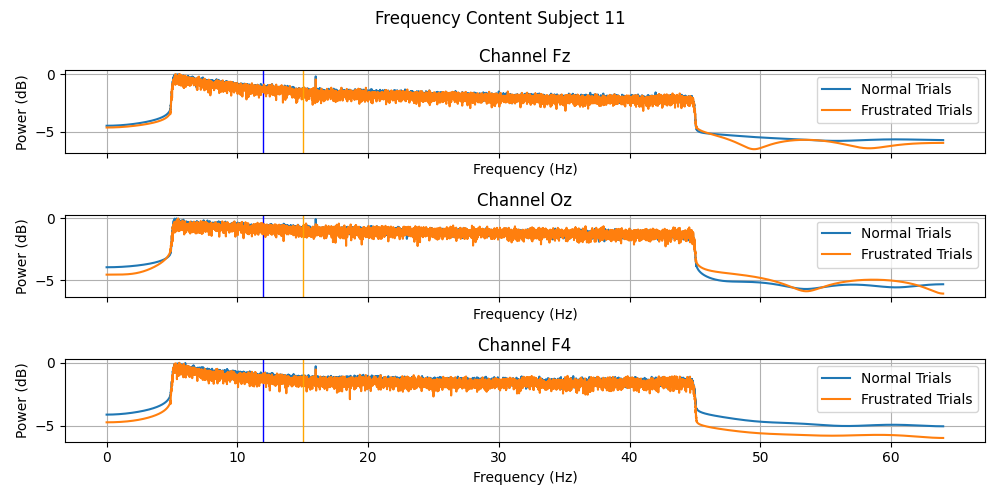 Frequency Content Subject 11
Channel Fz
Power (dB)
0
−5
Normal Trials
Frustrated Trials
Frequency (Hz)
Channel Oz
Power (dB)
0
−5
Normal Trials
Frustrated Trials
Frequency (Hz)
Channel F4
Power (dB)
0
−5
Normal Trials
Frustrated Trials
0 10 20 30 40 50 60
Frequency (Hz)